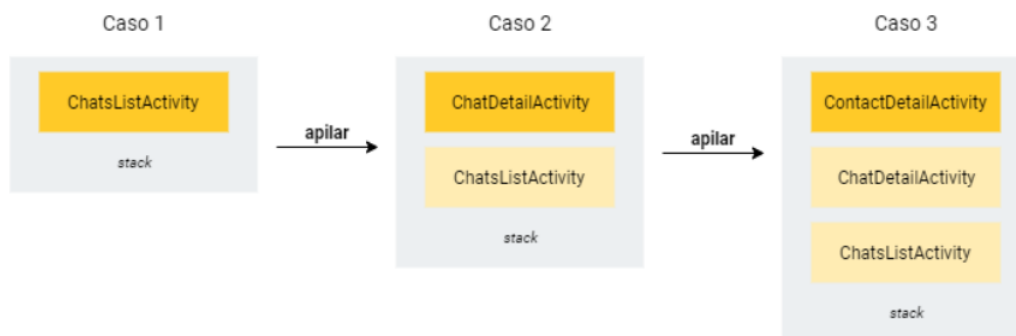 Caso 1
Caso 2
Caso 3
ChatsListActivity
stack
apilar
ChatDetailActivity
ChatsListActivity
stack
apilar
ContactDetailActivity
ChatDetailActivity
ChatsListActivity
stack